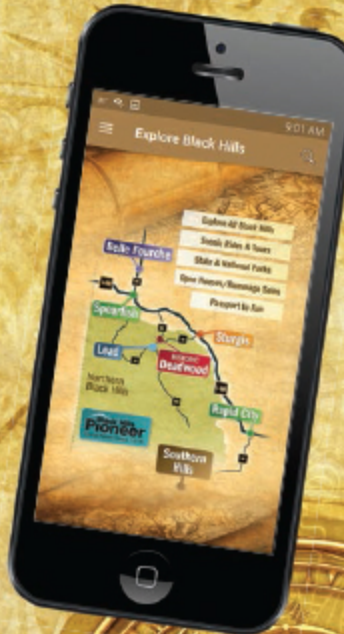 9:01 AM
Explore Black Hills
Explore All Black Hills
Scenic Rides & Tours
State & National Parks
Open Houses/Rummage Sales
Passport to Fun
Belle Fourche
Spearfish
Sturgis
Lead
Deadwood
Northern
Black Hills
Rapid City
Pioneer
Southern
Hills